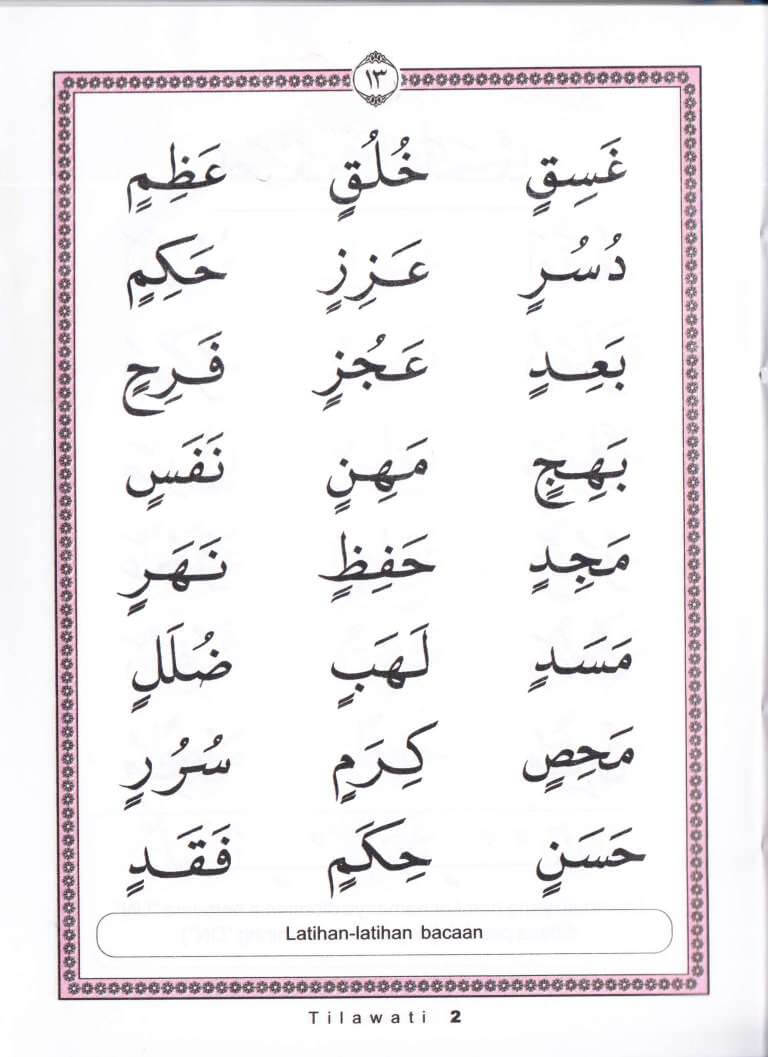 ١٣
غَسِقٍ خُلُقٍ عَظِمٍ
دُسُرٍ عَزِزٍ حَكِمٍ
بَعِدٍ عَجُزٍ فَرِحٍ
بَهِجٍ مَهِنٍ نَفَسٍ
مَجِدٍ حَفِظٍ نَهَرٍ
مَسَدٍ لَهَبٍ ضُلَلٍ
مَحِصٍ كِرَمٍ سُرُرٍ
حَسَنٍ حِكَمٍ فَقَدٍ
Latihan-latihan bacaan
Tilawati 2